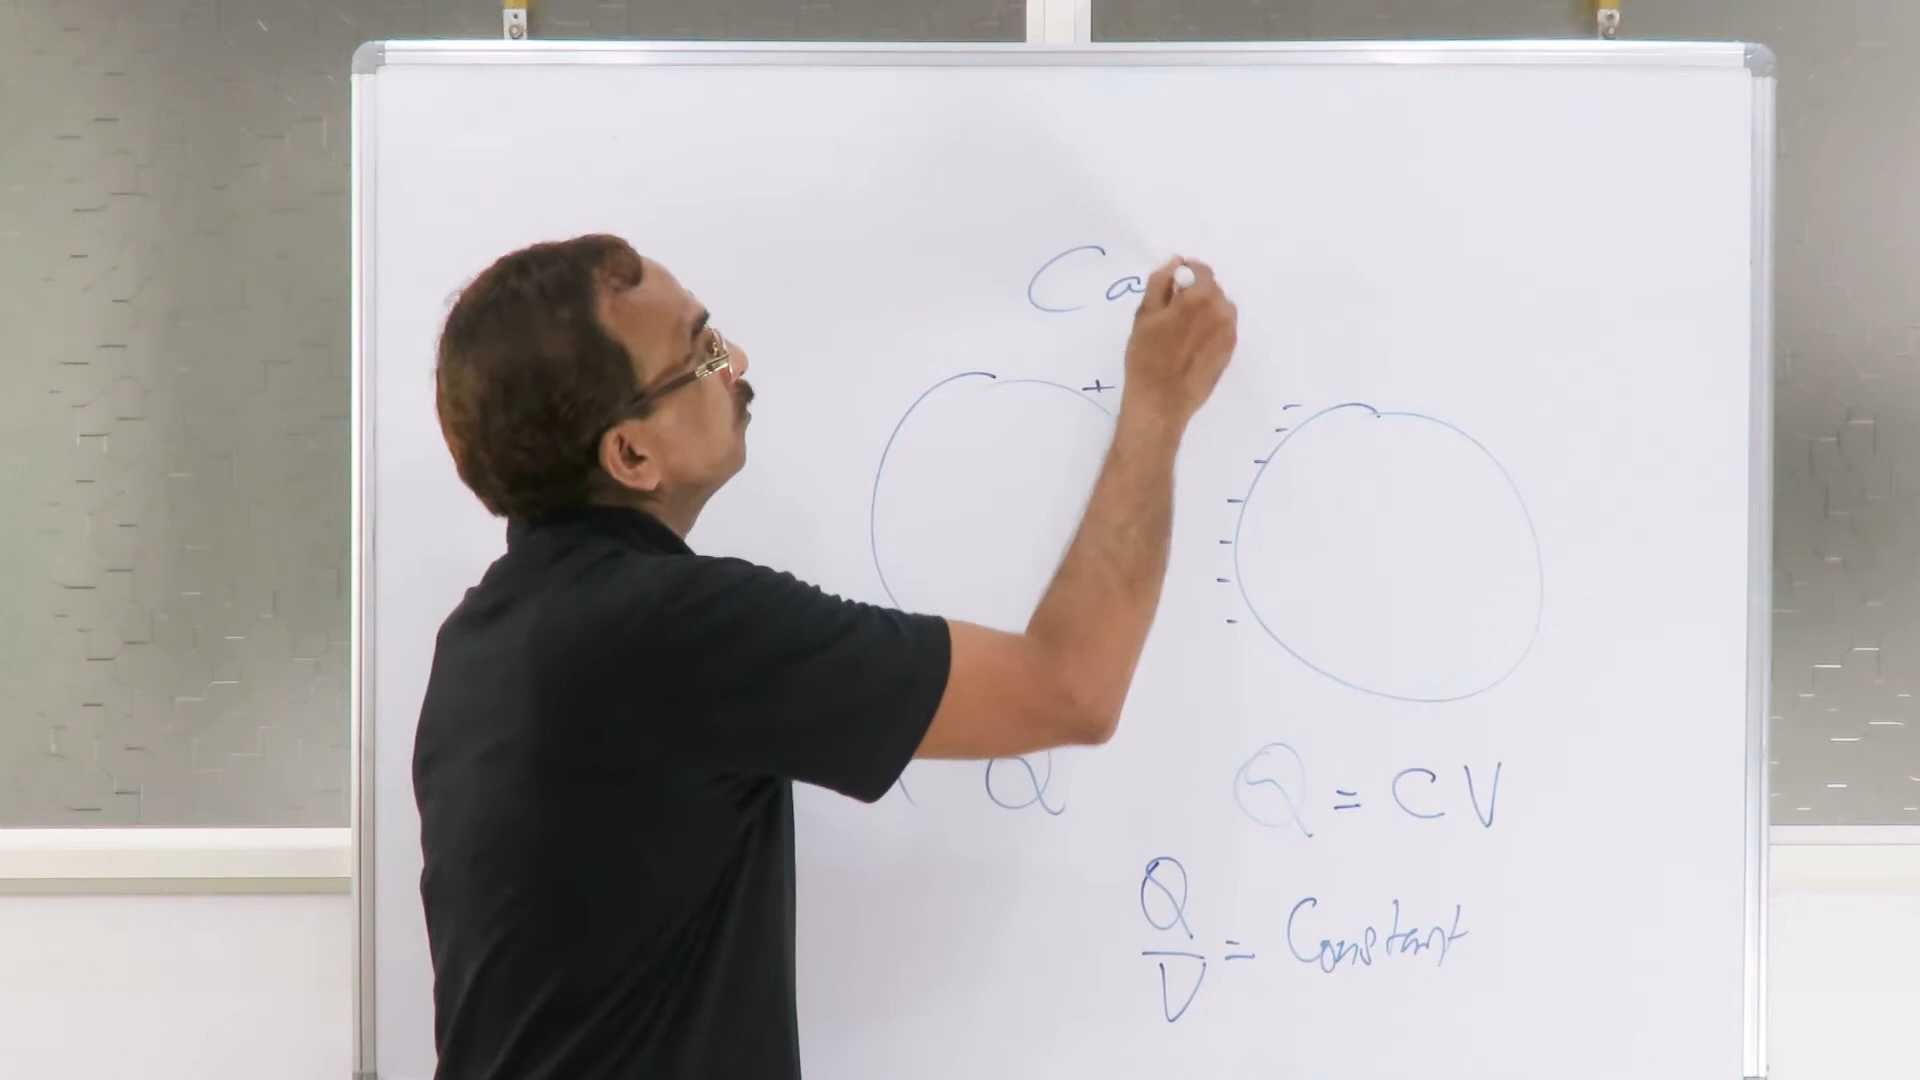 Ca
+
Q
Q = CV
Q/V = Constant